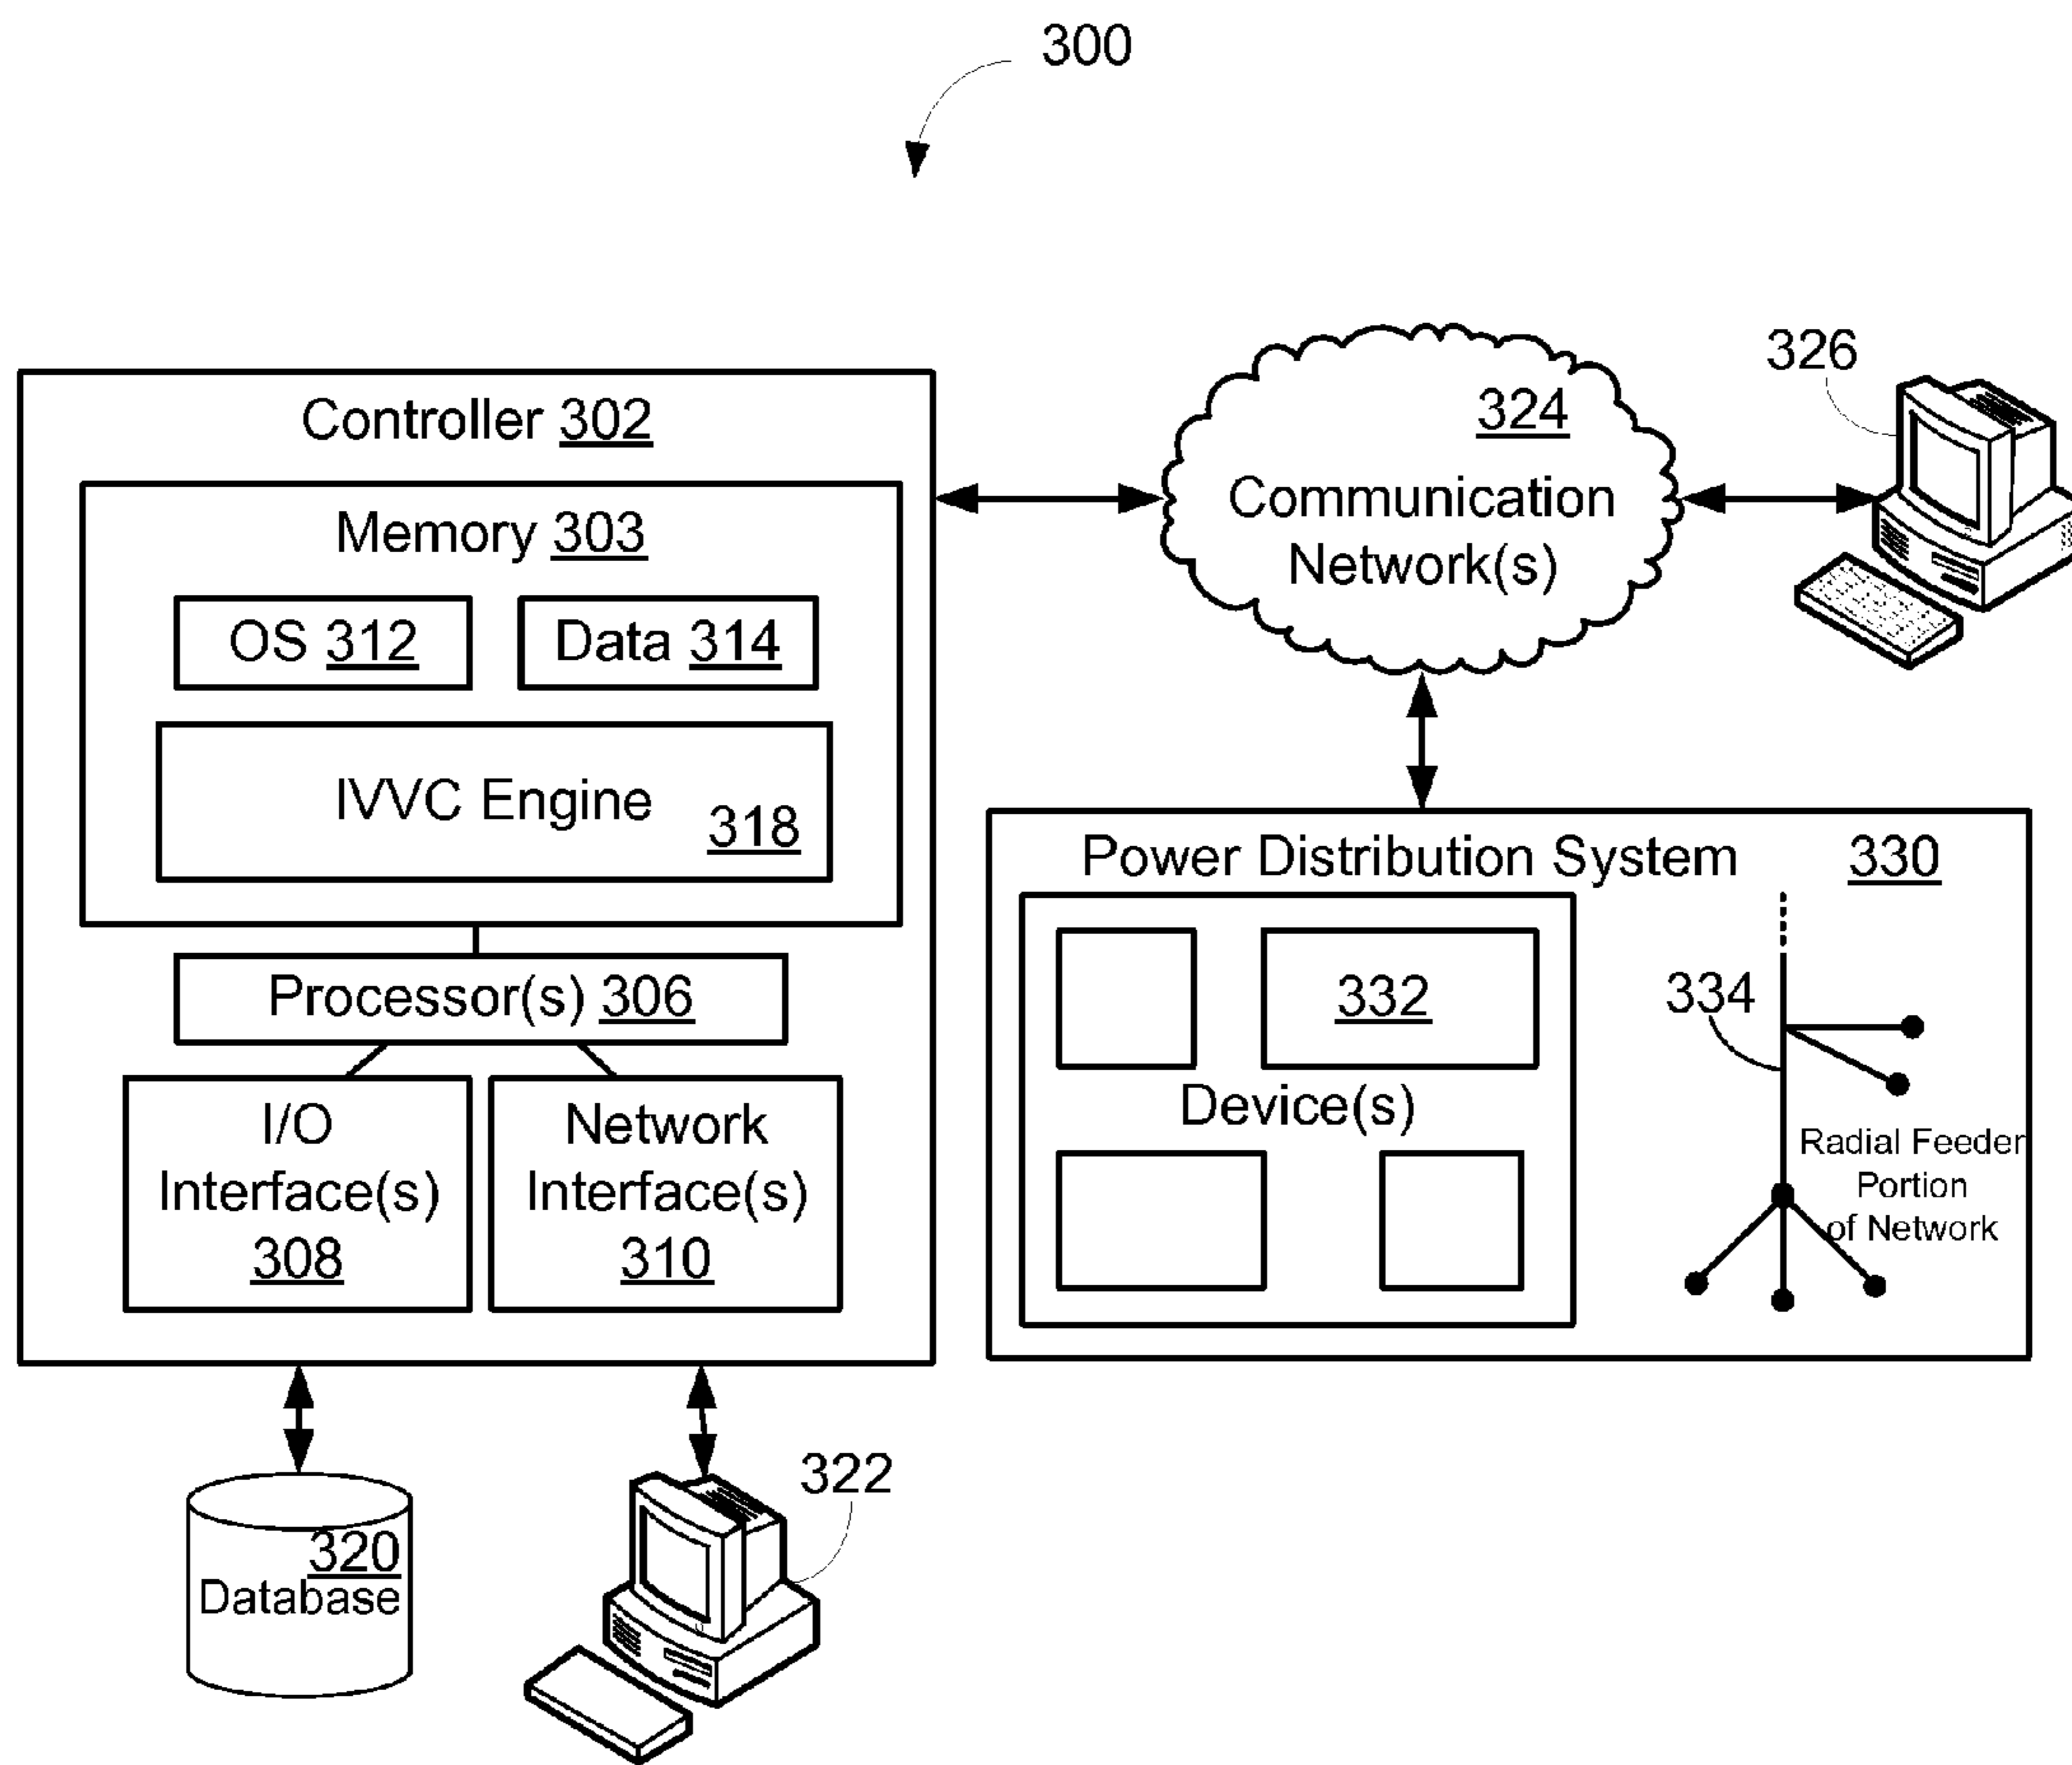 300
Controller 302
Memory 303
OS 312
Data 314
IVVC Engine
318
Processor(s) 306
I/O
Interface(s)
308
Network
Interface(s)
310
320
Database
322
324
Communication
Network(s)
326
Power Distribution System
330
332
Device(s)
334
Radial Feeder
Portion
of Network